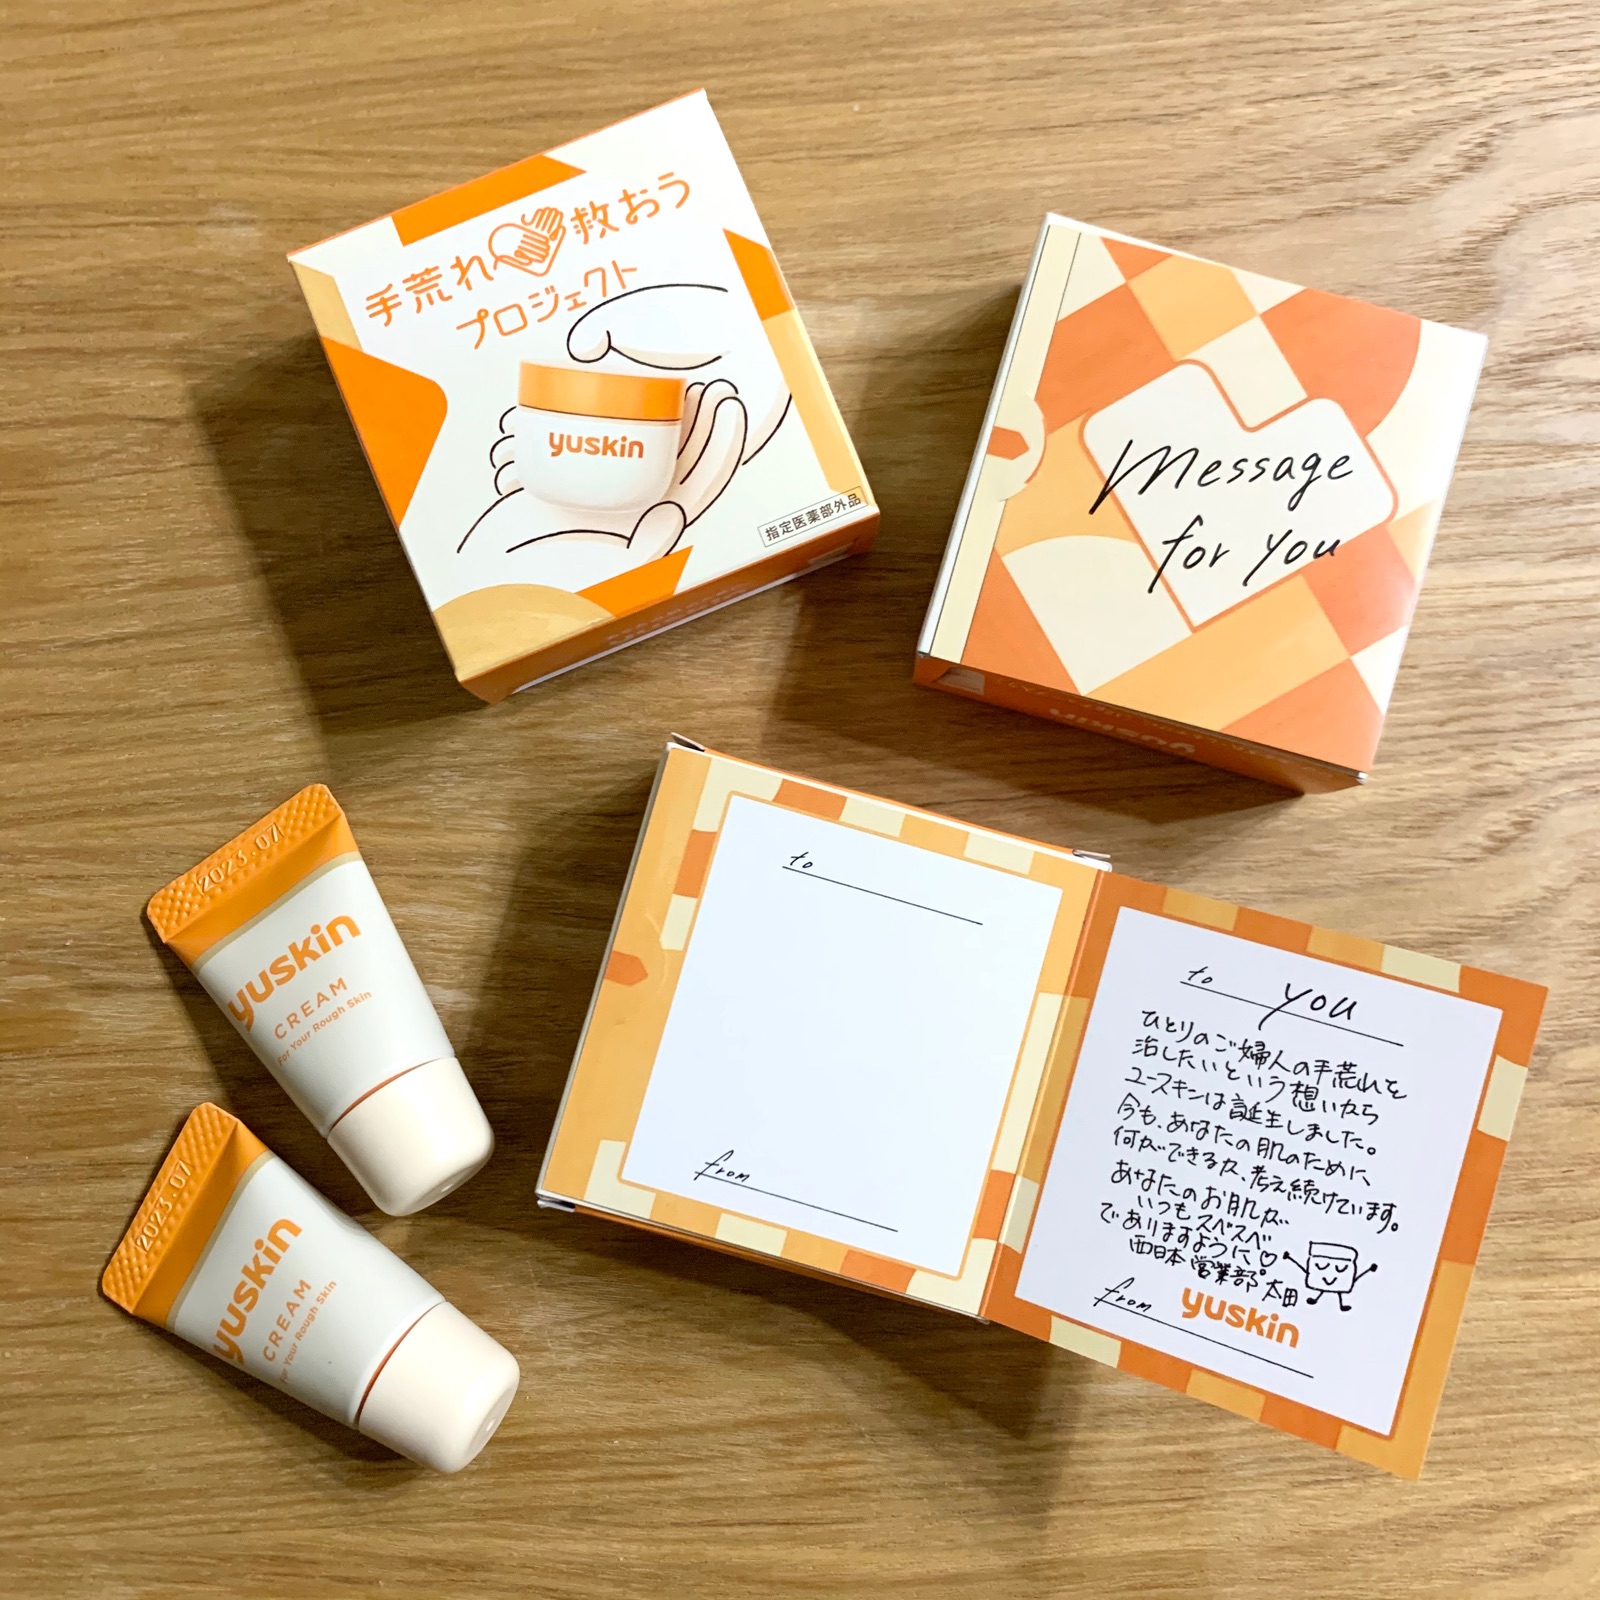 手荒れ 救おう
プロジェクト
yuskin
指定医薬部外品
Message
for you
yuskin
2023.07
yuskin
CREAM
For Your Rough Skin
2023.07
yuskin
CREAM
For Your Rough Skin
to
from
to you
ひとりのご婦人の手荒れを
治したいという想いから
ユースキンは誕生しました。
今も、あなたの肌のために、
何ができるか、考え続けています。
あなたのお肌が
いつもスベスベ
でありますように♡
西日本営業部 太田
from yuskin